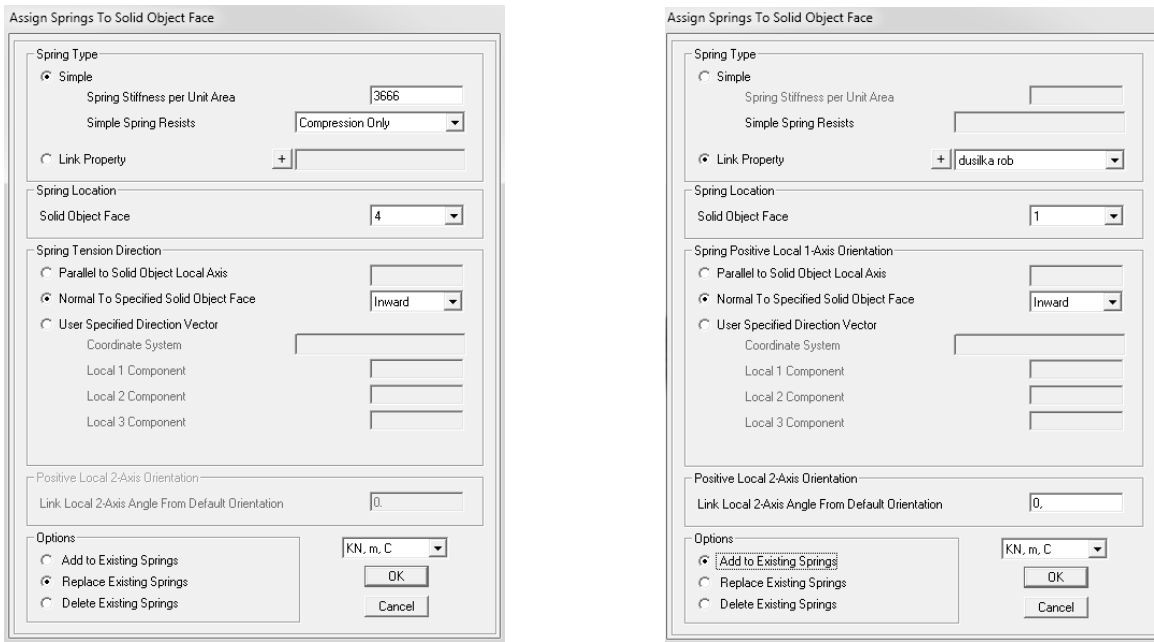 Assign Springs To Solid Object Face
Spring Type
Simple
Spring Stiffness per Unit Area 3666
Simple Spring Resists Compression Only
Link Property +
Spring Location
Solid Object Face 4
Spring Tension Direction
Parallel to Solid Object Local Axis
Normal To Specified Solid Object Face Inward
User Specified Direction Vector
Coordinate System
Local 1 Component
Local 2 Component
Local 3 Component
Positive Local 2-Axis Orientation
Link Local 2-Axis Angle From Default Orientation 0.
Options
Add to Existing Springs
Replace Existing Springs
Delete Existing Springs
KN, m, C
OK
Cancel
Assign Springs To Solid Object Face
Spring Type
Simple
Spring Stiffness per Unit Area
Simple Spring Resists
Link Property + dusilka rob
Spring Location
Solid Object Face 1
Spring Positive Local 1-Axis Orientation
Parallel to Solid Object Local Axis
Normal To Specified Solid Object Face Inward
User Specified Direction Vector
Coordinate System
Local 1 Component
Local 2 Component
Local 3 Component
Positive Local 2-Axis Orientation
Link Local 2-Axis Angle From Default Orientation 0,
Options
Add to Existing Springs
Replace Existing Springs
Delete Existing Springs
KN, m, C
OK
Cancel